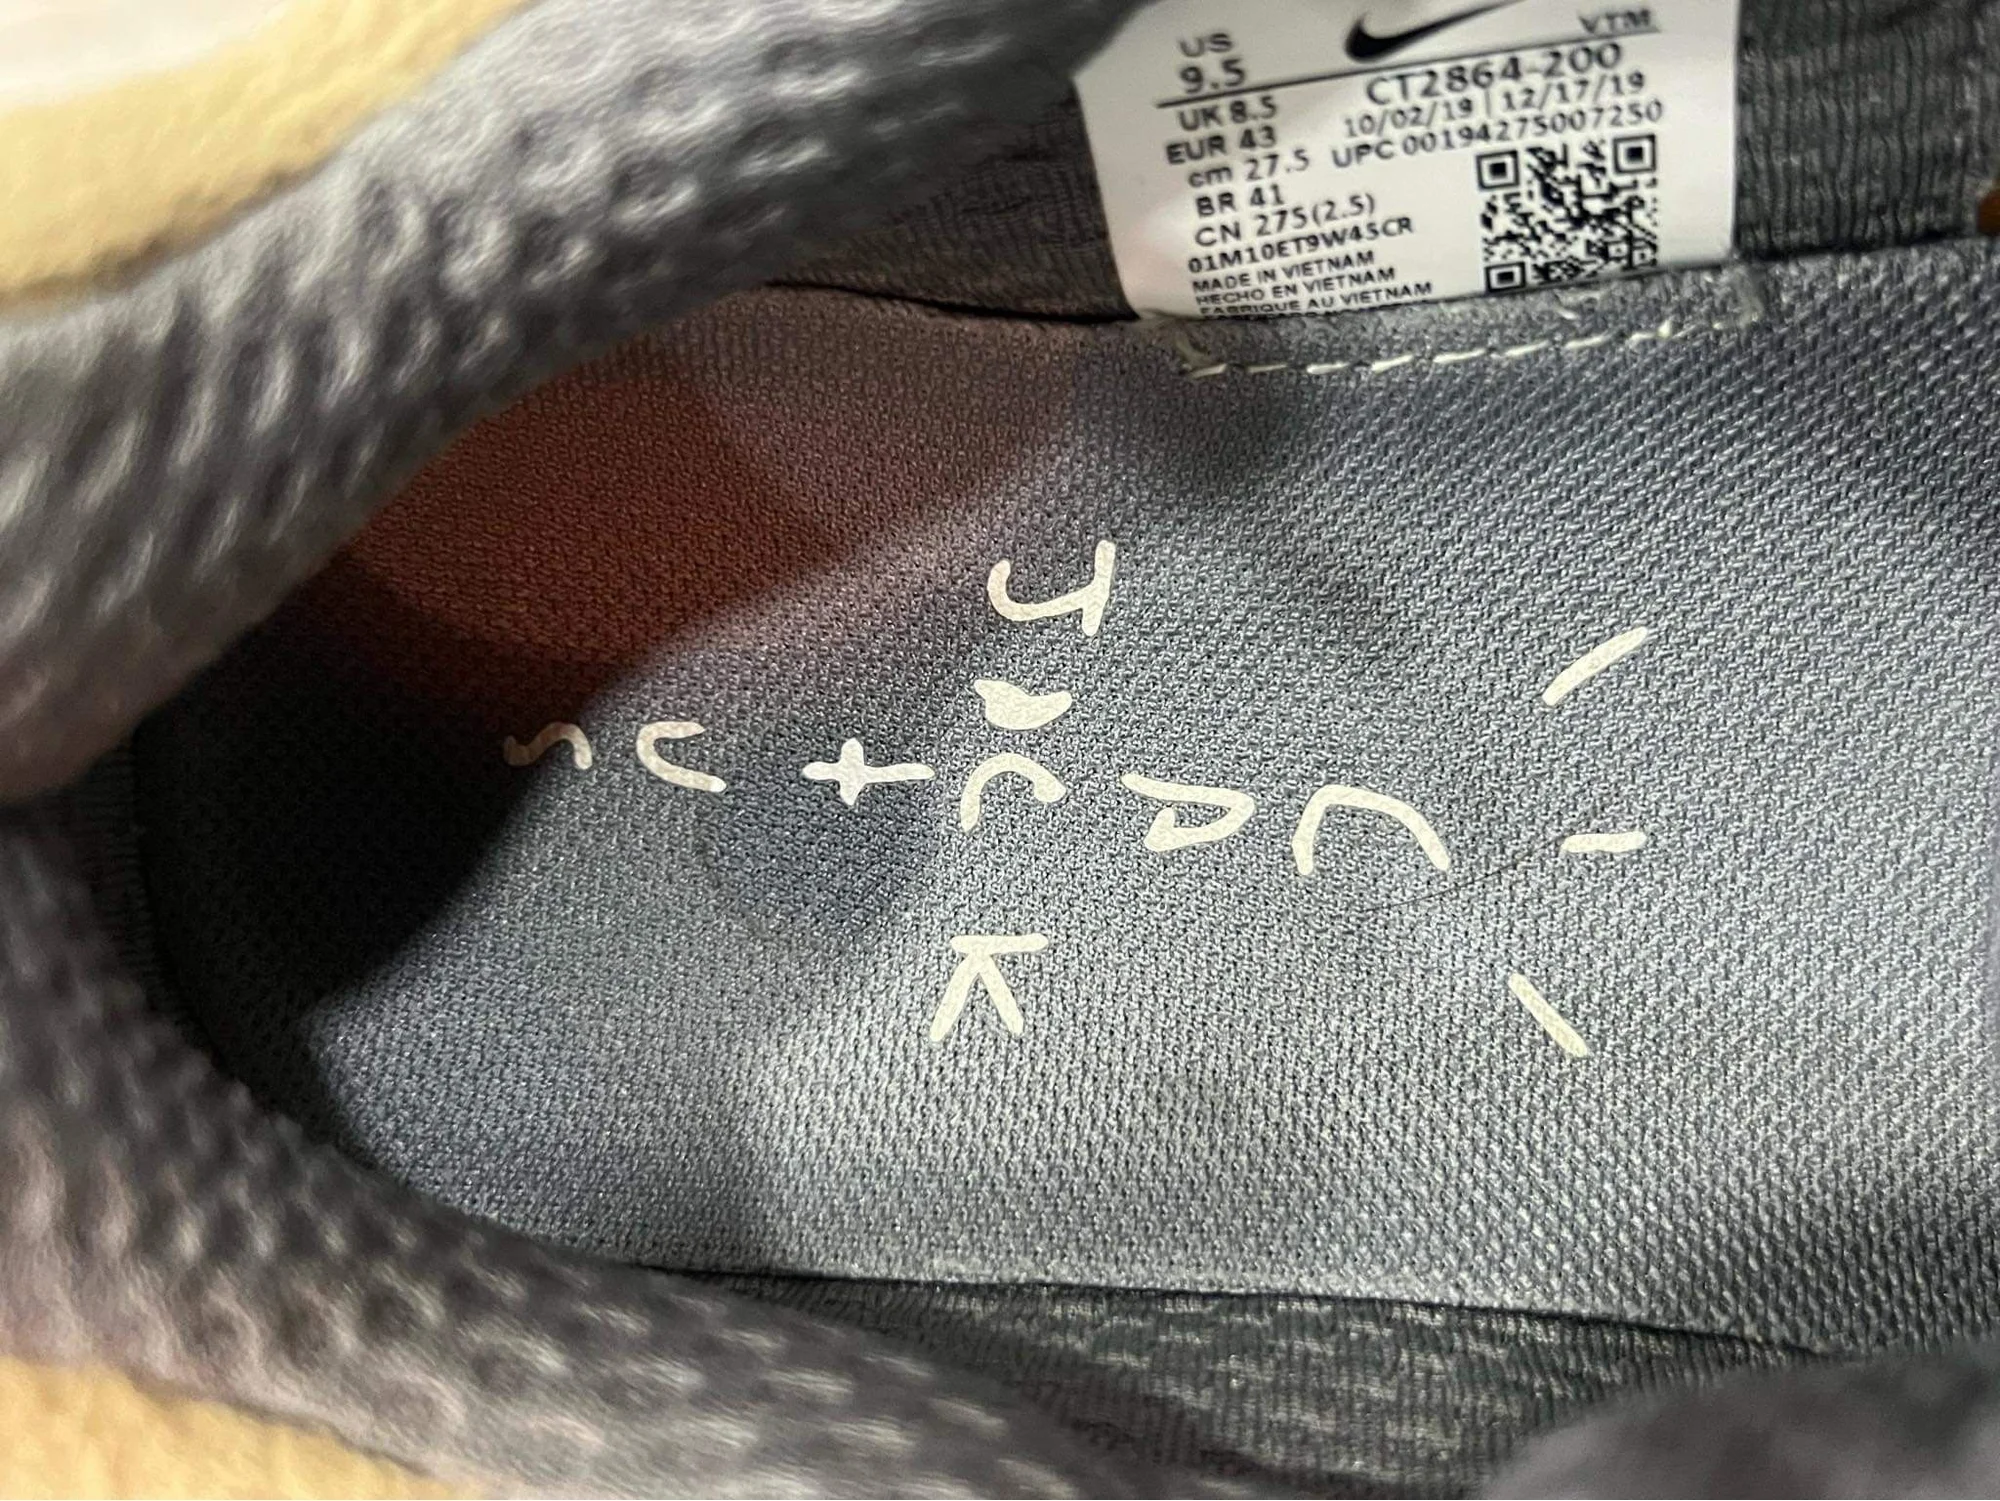 US
9.5
UK 8.5
EUR 43
cm 27.5
BR 41
CN 275(2.5)
01M10ET9W45CR
MADE IN VIETNAM
HECHO EN VIETNAM
FABRIQUE AU VIETNAM
VTM
CT2864-200
10/02/19 | 12/17/19
UPC 00194275007250
CACTUS
JACK